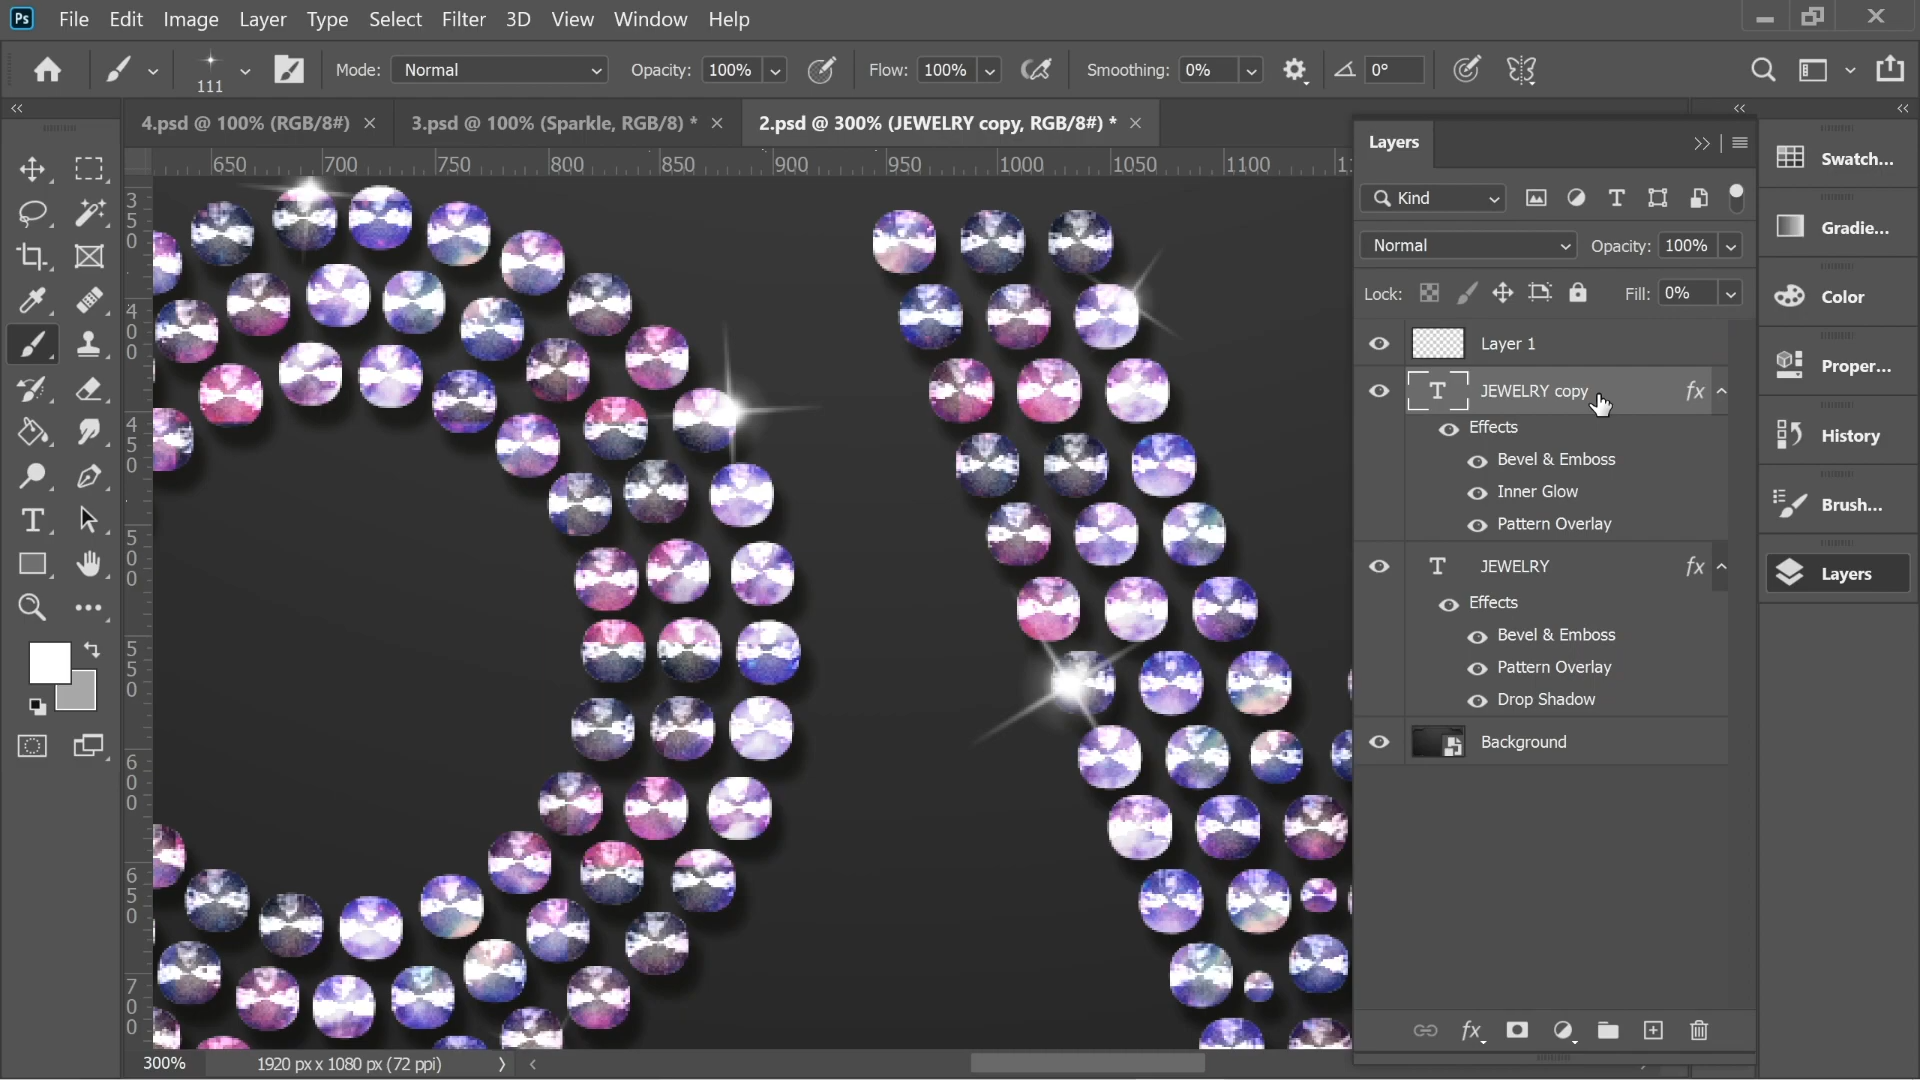 Ps File Edit Image Layer Type Select Filter 3D View Window Help
111 Mode: Normal Opacity: 100% Flow: 100% Smoothing: 0% 0°
4.psd @ 100% (RGB/8#) × 3.psd @ 100% (Sparkle, RGB/8) * × 2.psd @ 300% (JEWELRY copy, RGB/8#) * ×
650 700 750 800 850 900 950 1000 1050 1100
350
400
450
500
550
600
650
700
Layers
Kind
Normal Opacity: 100%
Lock: Fill: 0%
Layer 1
T JEWELRY copy fx
Effects
Bevel & Emboss
Inner Glow
Pattern Overlay
T JEWELRY fx
Effects
Bevel & Emboss
Pattern Overlay
Drop Shadow
Background
Swatch...
Gradie...
Color
Proper...
History
Brush...
Layers
300% 1920 px x 1080 px (72 ppi)